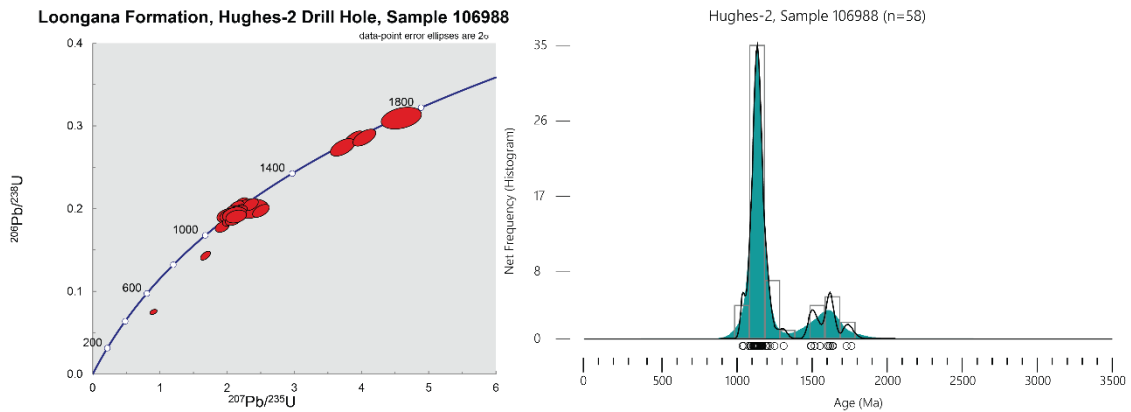 Loongana Formation, Hughes-2 Drill Hole, Sample 106988
data-point error ellipses are 2σ
0.4
0.3
0.2
0.1
0.0
206Pb/238U
200
600
1000
1400
1800
0 1 2 3 4 5 6
207Pb/235U
Hughes-2, Sample 106988 (n=58)
Net Frequency (Histogram)
35
26
17
8
0
0 500 1000 1500 2000 2500 3000 3500
Age (Ma)